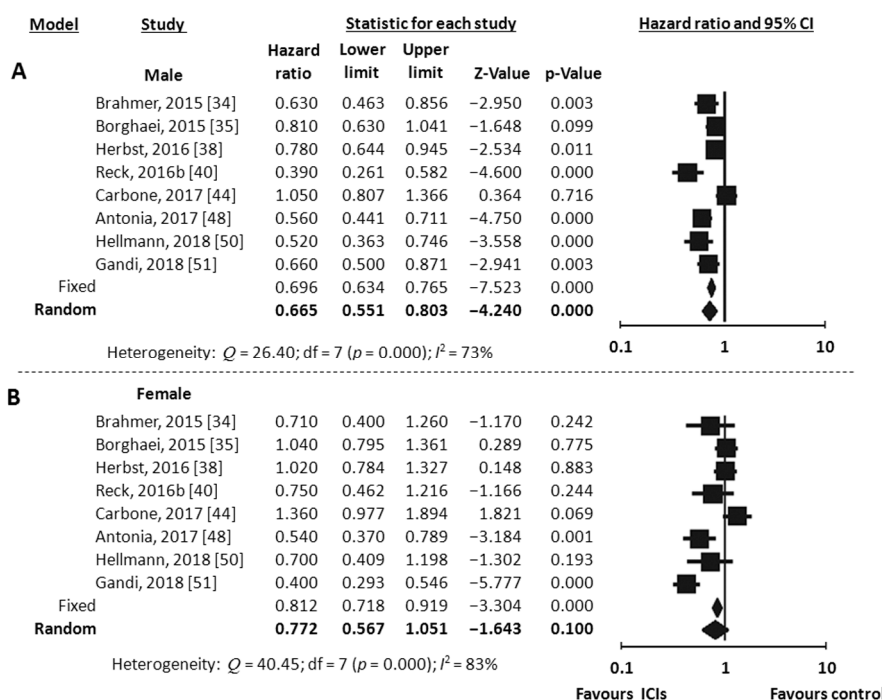 Model Study Statistic for each study Hazard ratio and 95% CI
Hazard ratio Lower limit Upper limit Z-Value p-Value
A Male
Brahmer, 2015 [34] 0.630 0.463 0.856 −2.950 0.003
Borghaei, 2015 [35] 0.810 0.630 1.041 −1.648 0.099
Herbst, 2016 [38] 0.780 0.644 0.945 −2.534 0.011
Reck, 2016b [40] 0.390 0.261 0.582 −4.600 0.000
Carbone, 2017 [44] 1.050 0.807 1.366 0.364 0.716
Antonia, 2017 [48] 0.560 0.441 0.711 −4.750 0.000
Hellmann, 2018 [50] 0.520 0.363 0.746 −3.558 0.000
Gandi, 2018 [51] 0.660 0.500 0.871 −2.941 0.003
Fixed 0.696 0.634 0.765 −7.523 0.000
Random 0.665 0.551 0.803 −4.240 0.000
0.1 1 10
Heterogeneity: Q = 26.40; df = 7 (p = 0.000); I² = 73%
B Female
Brahmer, 2015 [34] 0.710 0.400 1.260 −1.170 0.242
Borghaei, 2015 [35] 1.040 0.795 1.361 0.289 0.775
Herbst, 2016 [38] 1.020 0.784 1.327 0.148 0.883
Reck, 2016b [40] 0.750 0.462 1.216 −1.166 0.244
Carbone, 2017 [44] 1.360 0.977 1.894 1.821 0.069
Antonia, 2017 [48] 0.540 0.370 0.789 −3.184 0.001
Hellmann, 2018 [50] 0.700 0.409 1.198 −1.302 0.193
Gandi, 2018 [51] 0.400 0.293 0.546 −5.777 0.000
Fixed 0.812 0.718 0.919 −3.304 0.000
Random 0.772 0.567 1.051 −1.643 0.100
Heterogeneity: Q = 40.45; df = 7 (p = 0.000); I² = 83%
0.1 1 10
Favours ICIs Favours control